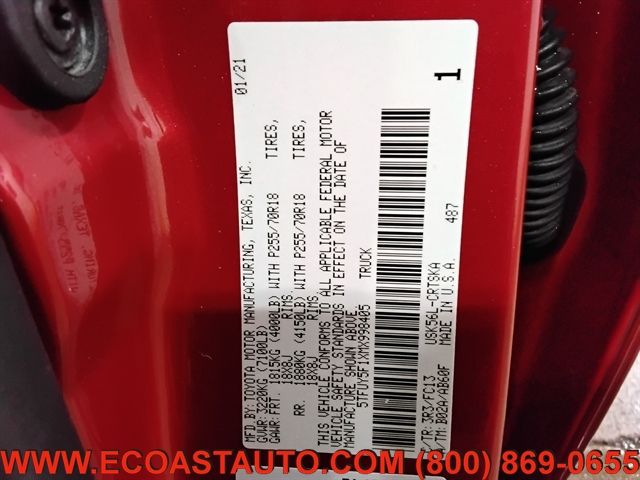 MFD. BY:TOYOTA MOTOR MANUFACTURING, TEXAS, INC. 01/21
GVWR:3220KG (7100LB)
GAWR: FRT. 1815KG (4000LB) WITH P255/70R18 TIRES,
18X8J RIMS
RR. 1880KG (4150LB) WITH P255/70R18 TIRES,
18X8J RIMS
THIS VEHICLE CONFORMS TO ALL APPLICABLE FEDERAL MOTOR
VEHICLE SAFETY STANDARDS IN EFFECT ON THE DATE OF
MANUFACTURE SHOWN ABOVE.
5TFUY5F1XMX998405 TRUCK
1
C/TR: 3R3/FC13 USK56L-CRTSKA 487
A/TM: B02A/AB60F MADE IN U.S.A.
WWW.ECOASTAUTO.COM (800) 869-0655